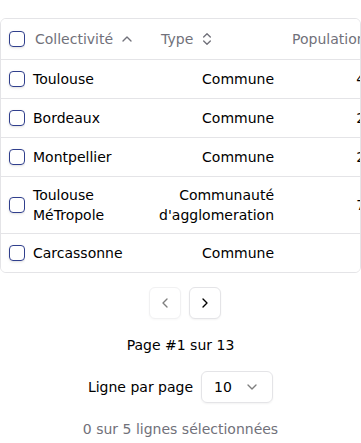 Collectivité Type Population
Toulouse Commune 4
Bordeaux Commune 2
Montpellier Commune 2
Toulouse MéTropole Communauté d'agglomeration 7
Carcassonne Commune
Page #1 sur 13
Ligne par page 10
0 sur 5 lignes sélectionnées